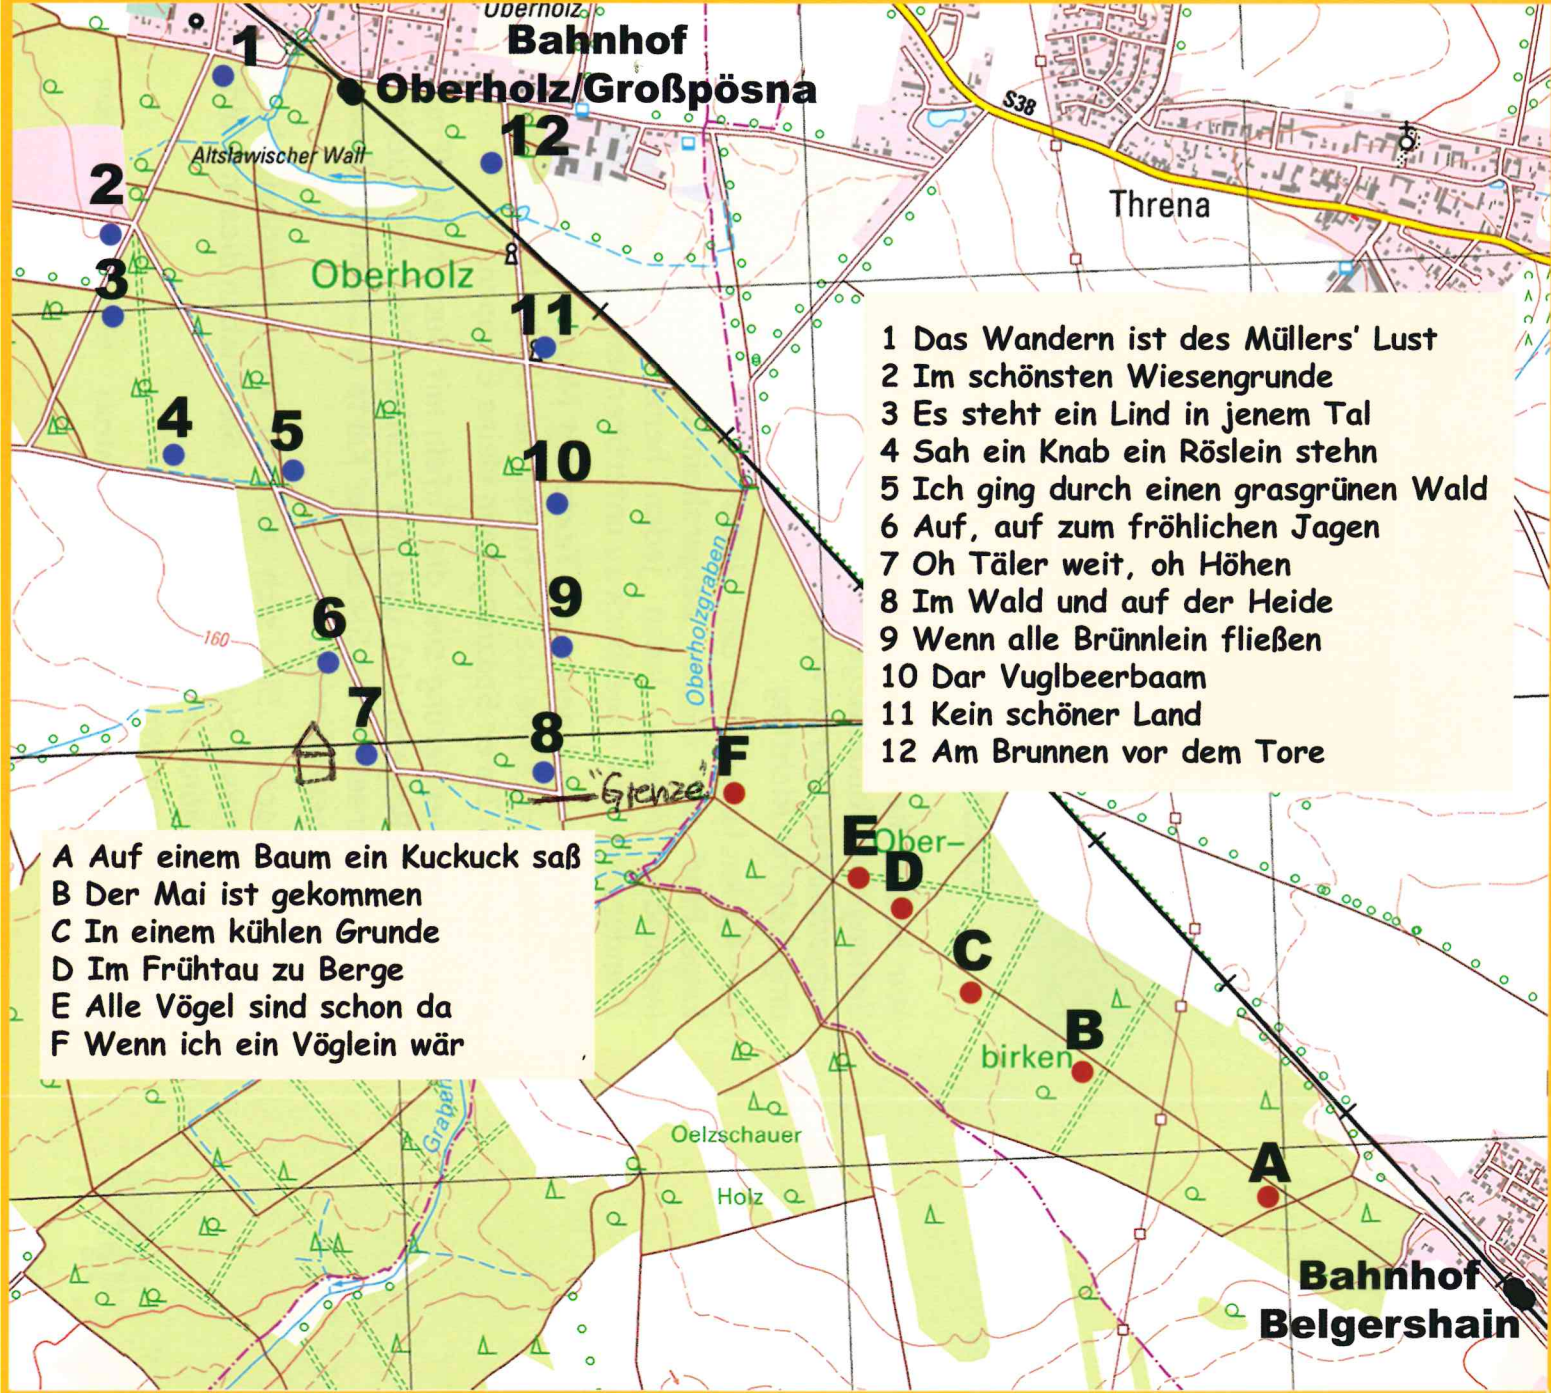 Oberholz
Bahnhof
Oberholz/Großpösna
1
12
S38
Altslawischer Wall
2
Threna
3
Oberholz
11
4
5
10
9
Oberholzgraben
6
160
7
8
"Grenze"
F
1 Das Wandern ist des Müllers' Lust
2 Im schönsten Wiesengrunde
3 Es steht ein Lind in jenem Tal
4 Sah ein Knab ein Röslein stehn
5 Ich ging durch einen grasgrünen Wald
6 Auf, auf zum fröhlichen Jagen
7 Oh Täler weit, oh Höhen
8 Im Wald und auf der Heide
9 Wenn alle Brünnlein fließen
10 Dar Vuglbeerbaam
11 Kein schöner Land
12 Am Brunnen vor dem Tore
A Auf einem Baum ein Kuckuck saß
B Der Mai ist gekommen
C In einem kühlen Grunde
D Im Frühtau zu Berge
E Alle Vögel sind schon da
F Wenn ich ein Vöglein wär
E
Ober–
D
C
B
birken
Graben
Oelzschauer
Holz
A
Bahnhof
Belgershain